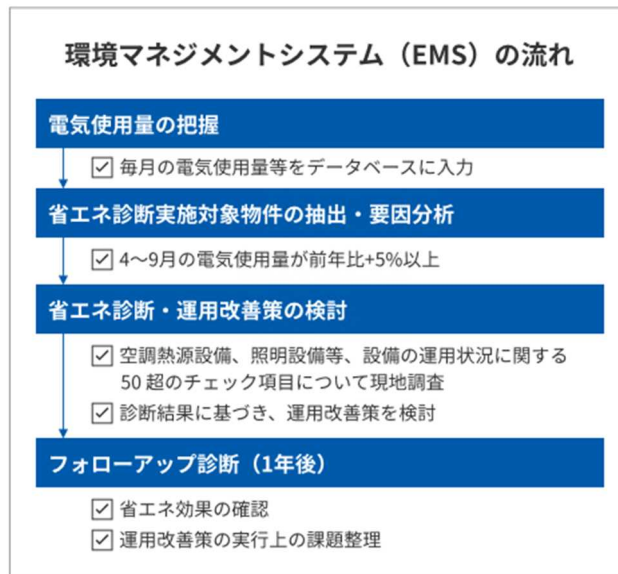 環境マネジメントシステム（EMS）の流れ
電気使用量の把握
毎月の電気使用量等をデータベースに入力
省エネ診断実施対象物件の抽出・要因分析
4〜9月の電気使用量が前年比+5%以上
省エネ診断・運用改善策の検討
空調熱源設備、照明設備等、設備の運用状況に関する
50超のチェック項目について現地調査
診断結果に基づき、運用改善策を検討
フォローアップ診断（1年後）
省エネ効果の確認
運用改善策の実行上の課題整理